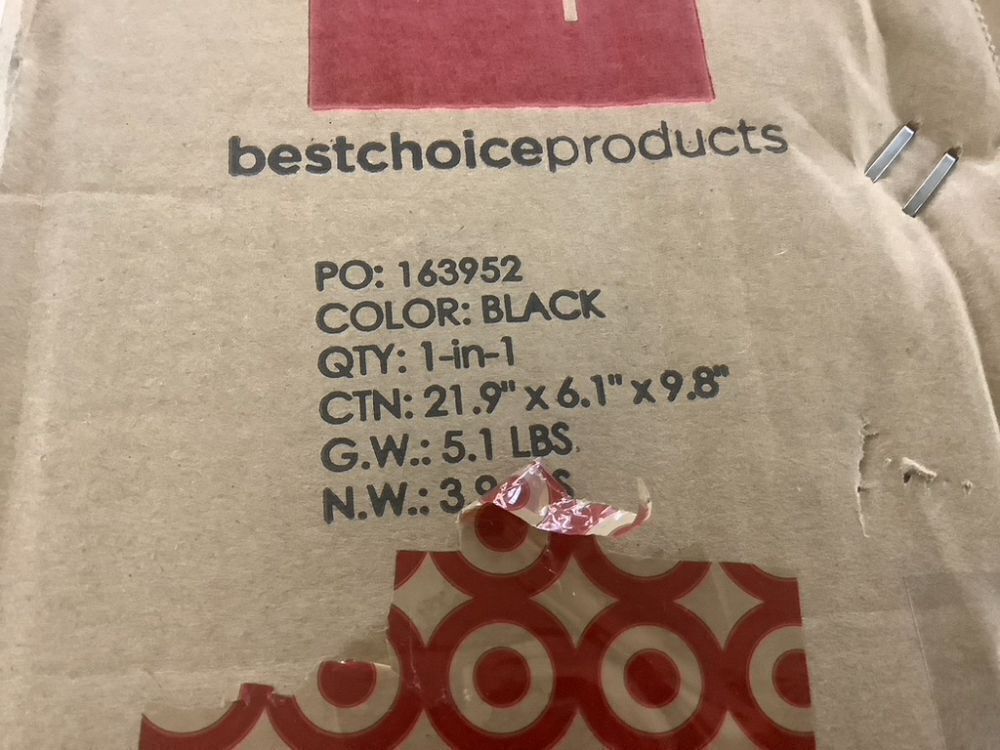 bestchoiceproducts
PO: 163952
COLOR: BLACK
QTY: 1-in-1
CTN: 21.9" x 6.1" x 9.8"
G.W.: 5.1 LBS
N.W.: